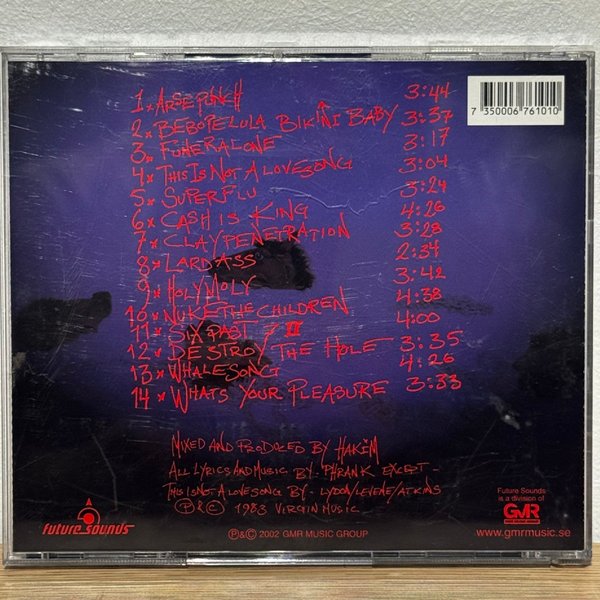 1 x ARSEPUNCH 3:44
2 x BEBOPELULA BIKINI BABY 3:37
3 x FUNERALONE 3:17
4 x THIS IS NOT A LOVESONG 3:04
5 x SUPERFLU 3:24
6 x CASH IS KING 4:26
7 x CLAYPENETRATION 3:28
8 x LARDASS 2:34
9 x HOLYMOLY 3:42
10 x NUKE THE CHILDREN 4:38
11 x SIX PAST 7 II 4:00
12 x DESTROY THE HOLE 3:35
13 x WHALESONG 4:26
14 x WHATS YOUR PLEASURE 3:33
7 350006 761010
MIXED AND PRODUCED BY HAKIM
ALL LYRICS AND MUSIC BY - PHRANK EXCEPT -
THIS IS NOT A LOVESONG BY - LYDON/LEVENE/ATKINS
℗ & © 1983 VIRGIN MUSIC
future sounds
℗&© 2002 GMR MUSIC GROUP
Future Sounds
is a division of
GMR
www.gmrmusic.se